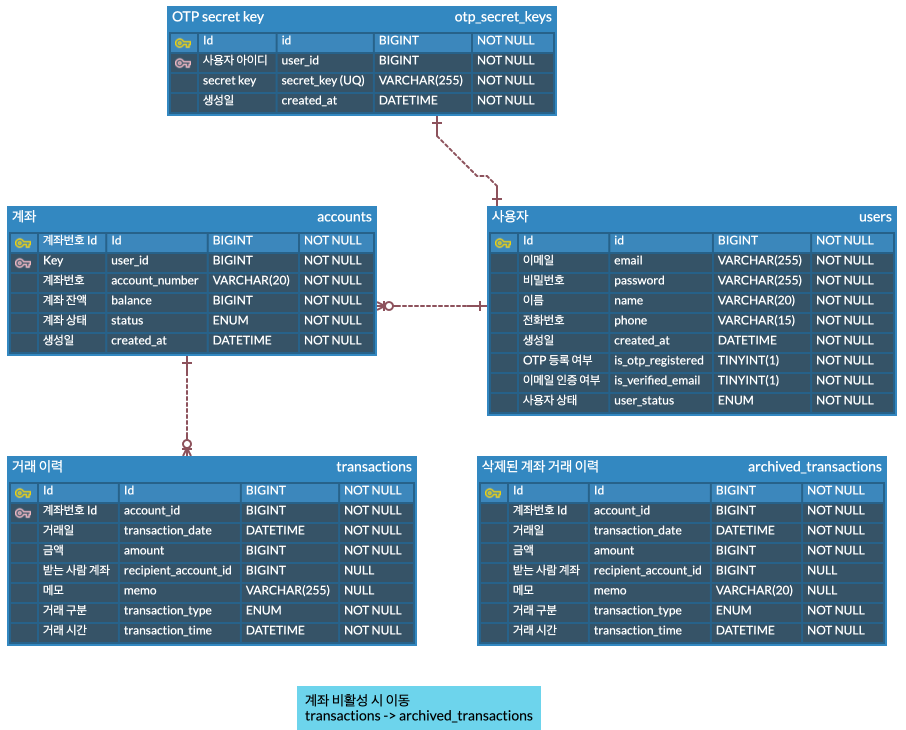 OTP secret key otp_secret_keys
Id id BIGINT NOT NULL
사용자 아이디 user_id BIGINT NOT NULL
secret key secret_key (UQ) VARCHAR(255) NOT NULL
생성일 created_at DATETIME NOT NULL
계좌 accounts
계좌번호 Id Id BIGINT NOT NULL
Key user_id BIGINT NOT NULL
계좌번호 account_number VARCHAR(20) NOT NULL
계좌 잔액 balance BIGINT NOT NULL
계좌 상태 status ENUM NOT NULL
생성일 created_at DATETIME NOT NULL
사용자 users
Id id BIGINT NOT NULL
이메일 email VARCHAR(255) NOT NULL
비밀번호 password VARCHAR(255) NOT NULL
이름 name VARCHAR(20) NOT NULL
전화번호 phone VARCHAR(15) NOT NULL
생성일 created_at DATETIME NOT NULL
OTP 등록 여부 is_otp_registered TINYINT(1) NOT NULL
이메일 인증 여부 is_verified_email TINYINT(1) NOT NULL
사용자 상태 user_status ENUM NOT NULL
거래 이력 transactions
Id Id BIGINT NOT NULL
계좌번호 Id account_id BIGINT NOT NULL
거래일 transaction_date DATETIME NOT NULL
금액 amount BIGINT NOT NULL
받는 사람 계좌 recipient_account_id BIGINT NULL
메모 memo VARCHAR(255) NULL
거래 구분 transaction_type ENUM NOT NULL
거래 시간 transaction_time DATETIME NOT NULL
삭제된 계좌 거래 이력 archived_transactions
Id Id BIGINT NOT NULL
계좌번호 Id account_id BIGINT NOT NULL
거래일 transaction_date DATETIME NOT NULL
금액 amount BIGINT NOT NULL
받는 사람 계좌 recipient_account_id BIGINT NULL
메모 memo VARCHAR(20) NULL
거래 구분 transaction_type ENUM NOT NULL
거래 시간 transaction_time DATETIME NOT NULL
계좌 비활성 시 이동
transactions -> archived_transactions